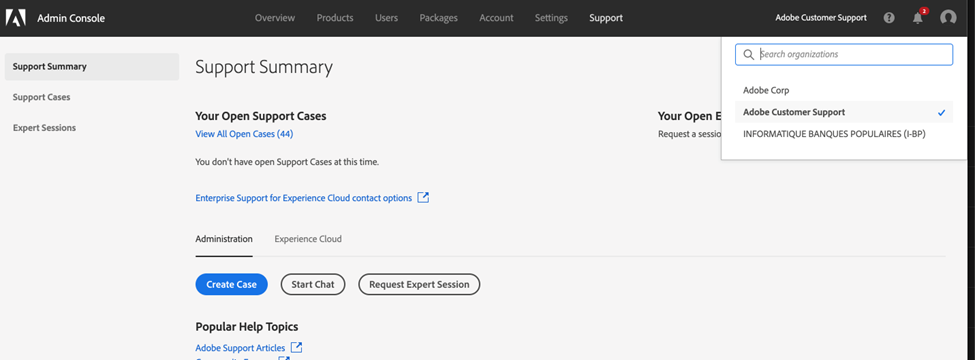 Admin Console
Overview Products Users Packages Account Settings Support
Adobe Customer Support
2
Search organizations
Adobe Corp
Adobe Customer Support
INFORMATIQUE BANQUES POPULAIRES (I-BP)
Support Summary
Support Cases
Expert Sessions
Support Summary
Your Open Support Cases
View All Open Cases (44)
You don't have open Support Cases at this time.
Your Open E
Request a sessio
Enterprise Support for Experience Cloud contact options
Administration Experience Cloud
Create Case Start Chat Request Expert Session
Popular Help Topics
Adobe Support Articles